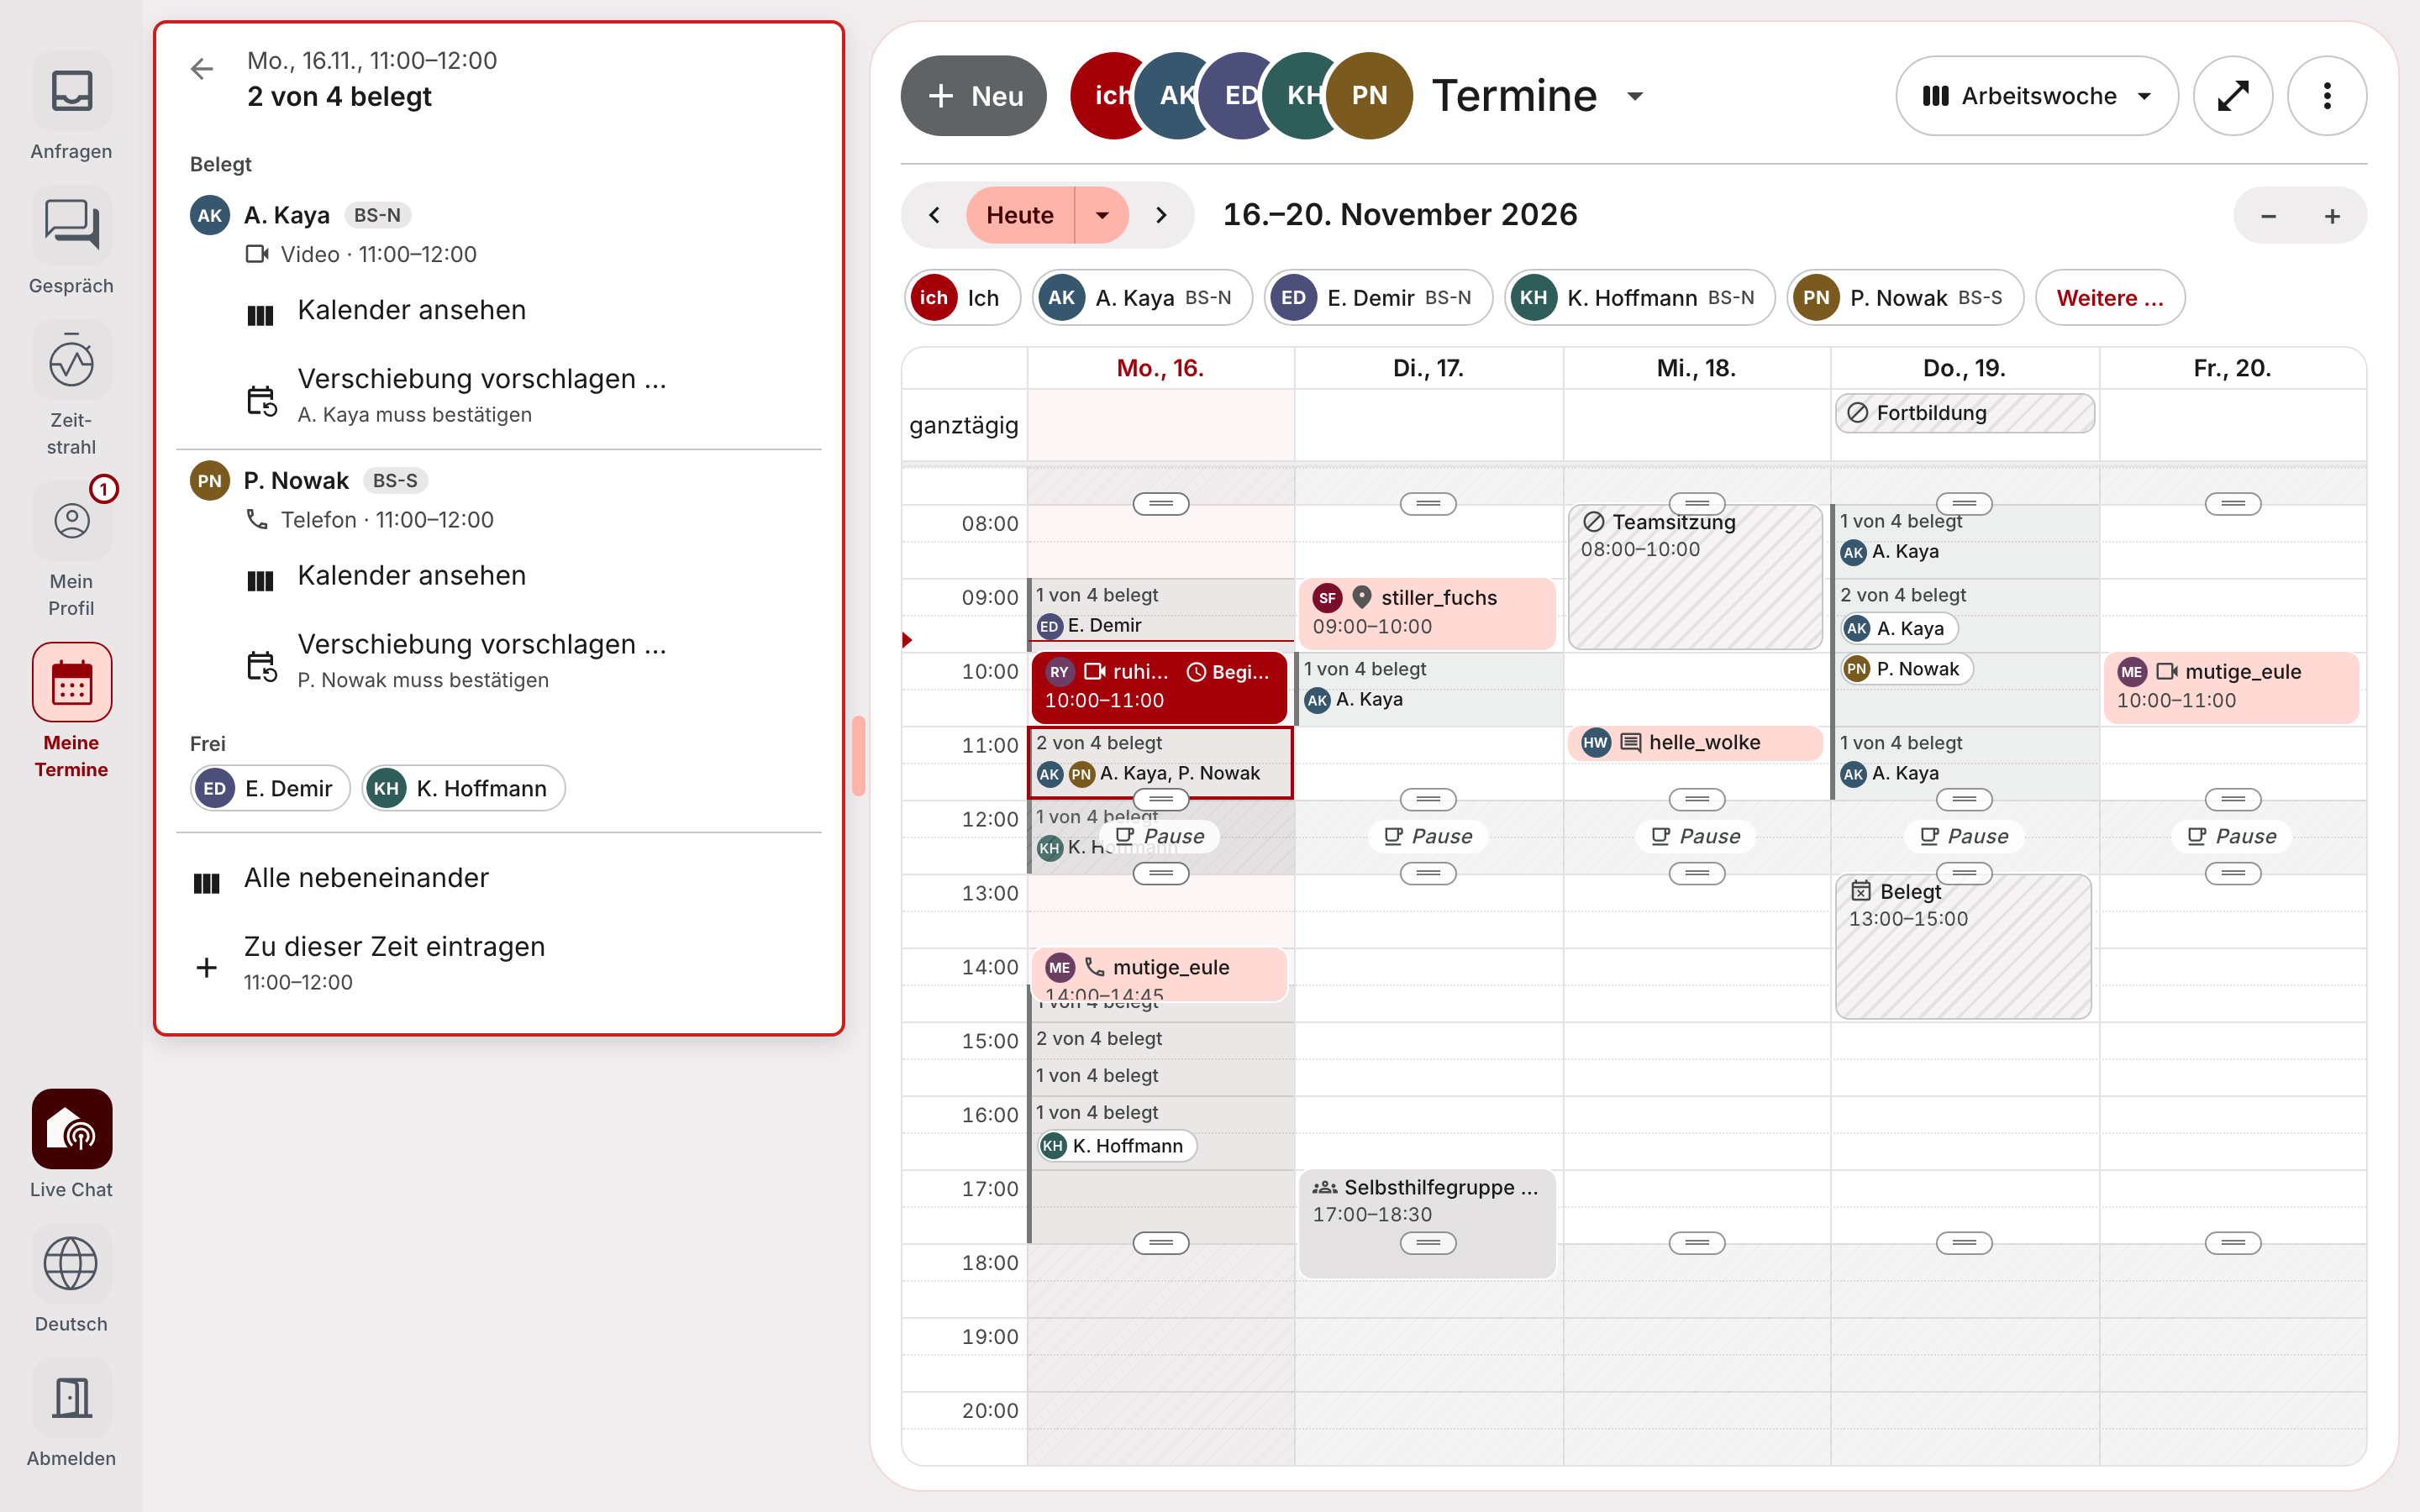 Anfragen
Gespräch
Zeit-
strahl
1
Mein
Profil
Meine
Termine
Live Chat
Deutsch
Abmelden
Mo., 16.11., 11:00–12:00
2 von 4 belegt
Belegt
AK A. Kaya BS-N
Video · 11:00–12:00
Kalender ansehen
Verschiebung vorschlagen ...
A. Kaya muss bestätigen
PN P. Nowak BS-S
Telefon · 11:00–12:00
Kalender ansehen
Verschiebung vorschlagen ...
P. Nowak muss bestätigen
Frei
ED E. Demir KH K. Hoffmann
Alle nebeneinander
Zu dieser Zeit eintragen
11:00–12:00
+ Neu ich AK ED KH PN Termine Arbeitswoche
Heute 16.–20. November 2026 − +
ich Ich AK A. Kaya BS-N ED E. Demir BS-N KH K. Hoffmann BS-N PN P. Nowak BS-S Weitere ...
Mo., 16. Di., 17. Mi., 18. Do., 19. Fr., 20.
ganztägig
Fortbildung
08:00
09:00
10:00
11:00
12:00
13:00
14:00
15:00
16:00
17:00
18:00
19:00
20:00
1 von 4 belegt
ED E. Demir
RY ruhi... Begi...
10:00–11:00
2 von 4 belegt
AK PN A. Kaya, P. Nowak
1 von 4 belegt
KH K. Hoffmann
Pause
ME mutige_eule
14:00–14:45
1 von 4 belegt
2 von 4 belegt
1 von 4 belegt
1 von 4 belegt
KH K. Hoffmann
SF stiller_fuchs
09:00–10:00
1 von 4 belegt
AK A. Kaya
Pause
Selbsthilfegruppe ...
17:00–18:30
Teamsitzung
08:00–10:00
HW helle_wolke
Pause
1 von 4 belegt
AK A. Kaya
2 von 4 belegt
AK A. Kaya
PN P. Nowak
1 von 4 belegt
AK A. Kaya
Pause
Belegt
13:00–15:00
ME mutige_eule
10:00–11:00
Pause